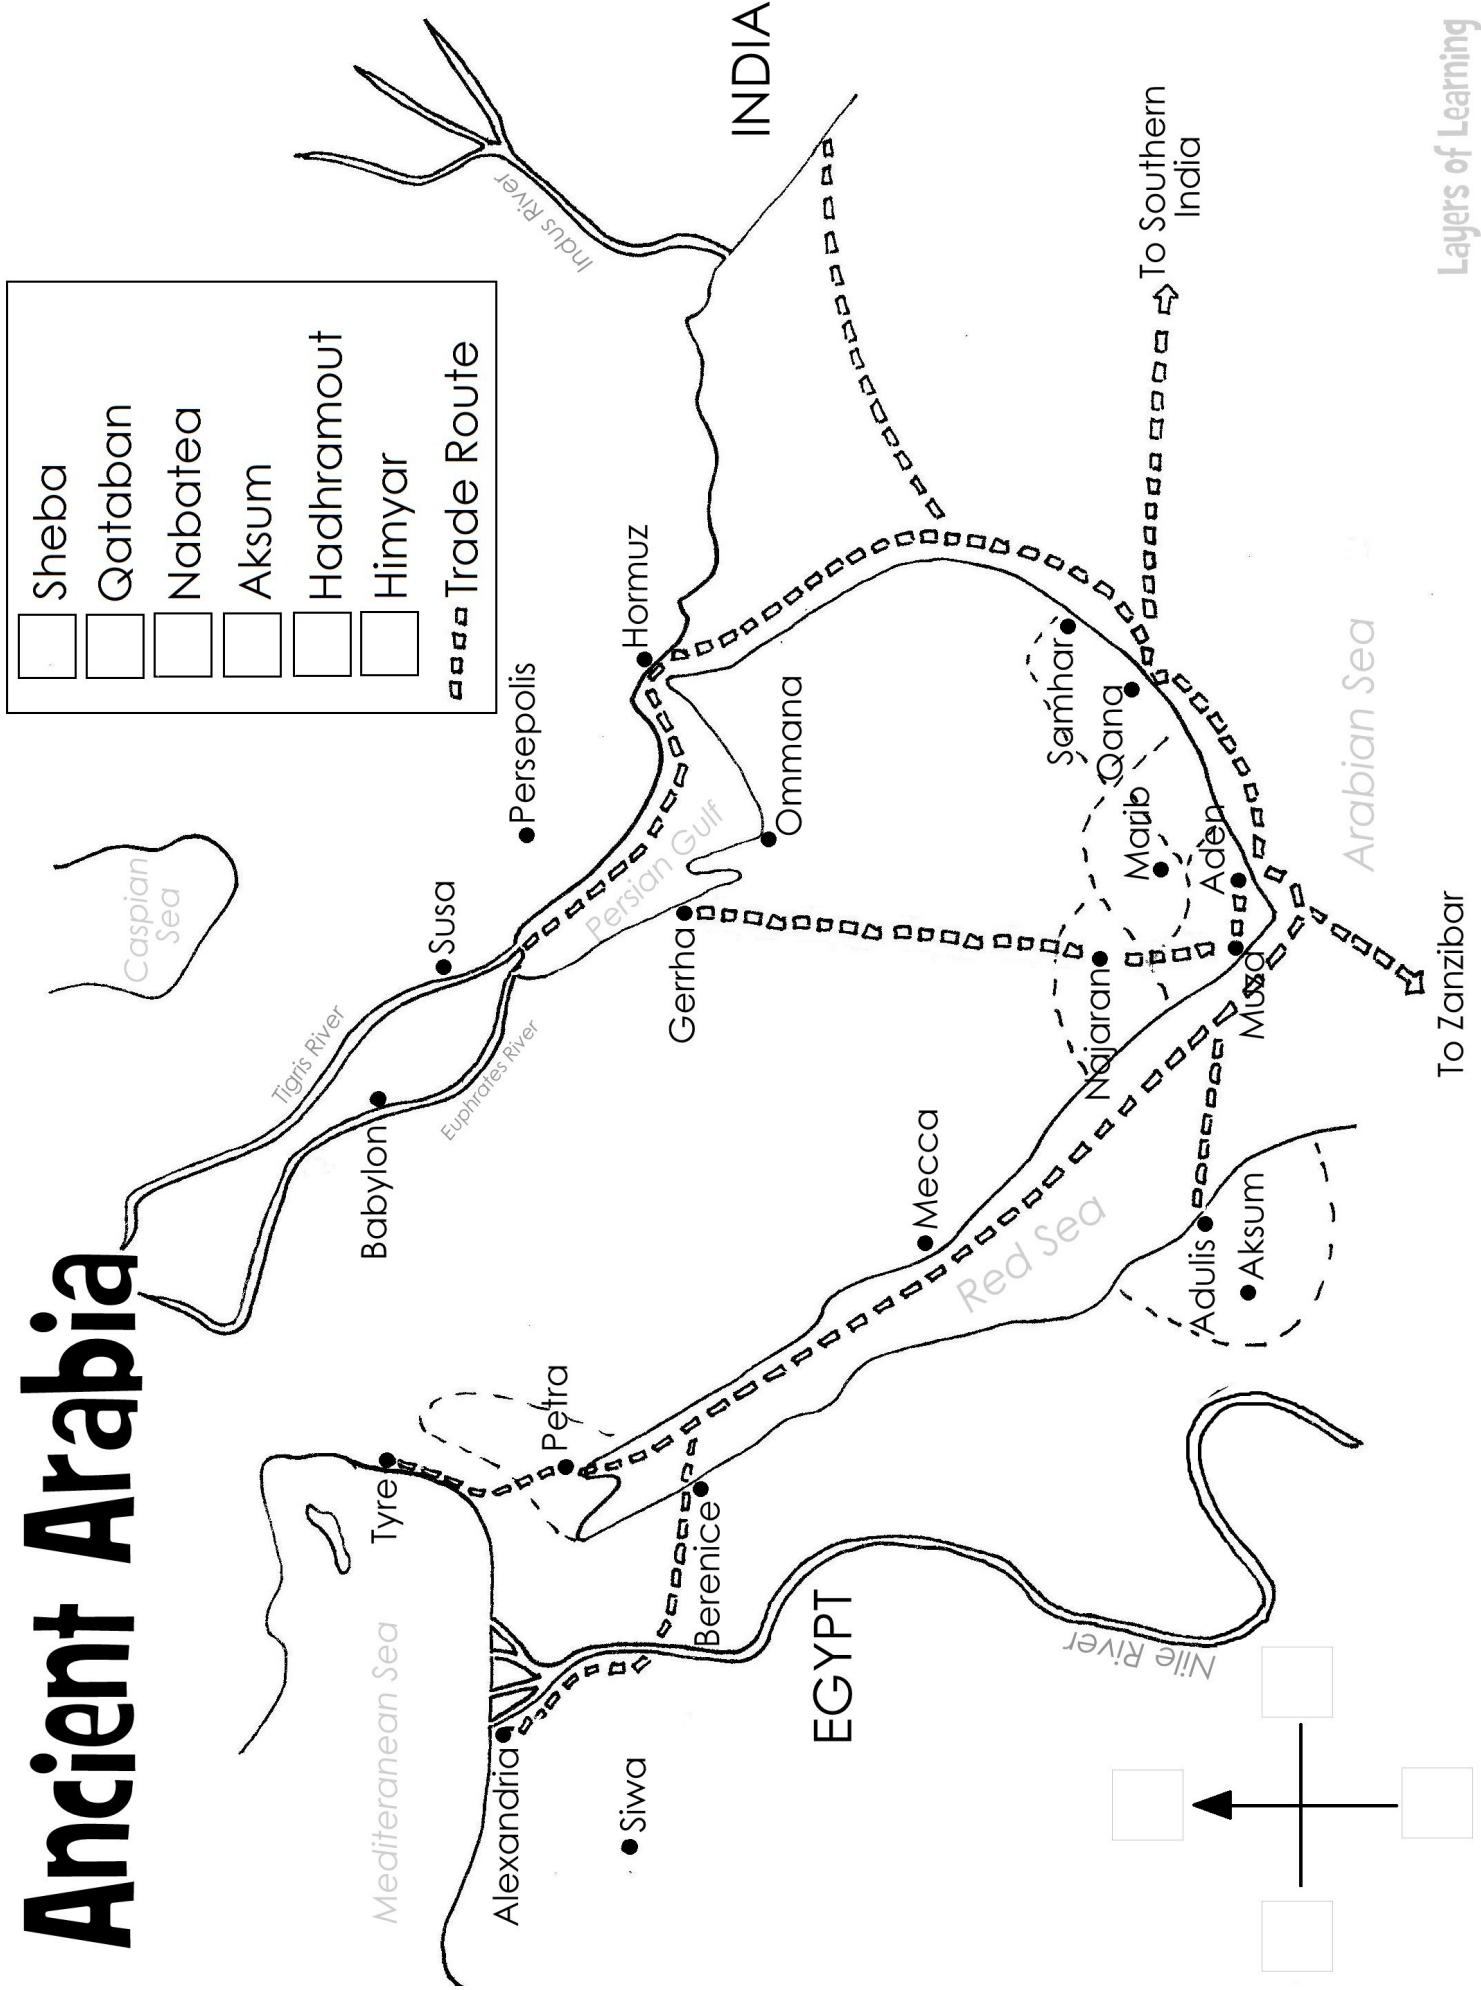 Ancient Arabia
Sheba
Qataban
Nabatea
Aksum
Hadhramout
Himyar
Trade Route
Caspian
Sea
Mediteranean Sea
Tyre
Alexandria
Siwa
Petra
Berenice
EGYPT
Nile River
Babylon
Tigris River
Euphrates River
Susa
Persepolis
Persian Gulf
Hormuz
Gerrha
Ommana
Indus River
INDIA
Mecca
Red Sea
Najaran
Marib
Samhar
Qana
Aden
Muza
Adulis
Aksum
Arabian Sea
To Southern
India
To Zanzibar
Layers of Learning